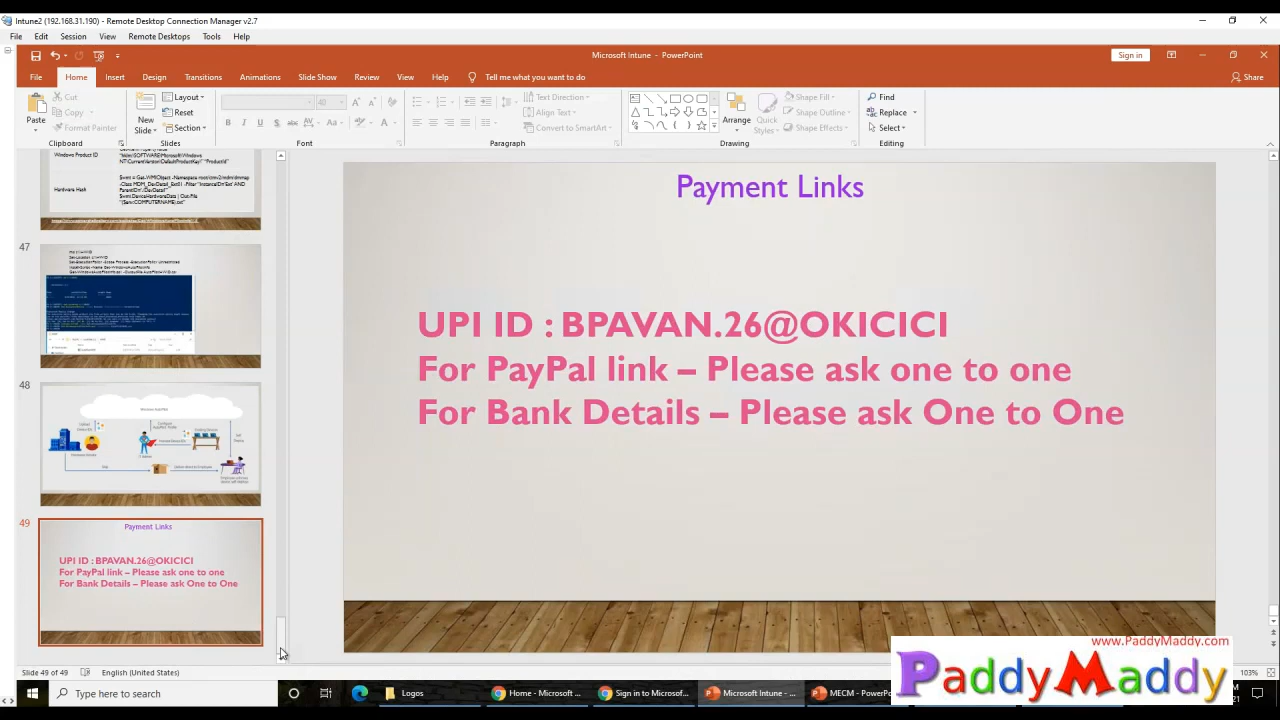 Intune2 (192.168.31.190) - Remote Desktop Connection Manager v2.7
File Edit Session View Remote Desktops Tools Help
Microsoft Intune - PowerPoint
Sign in
File Home Insert Design Transitions Animations Slide Show Review View Help Tell me what you want to do
Share
Paste
Cut
Copy
Format Painter
Clipboard
New Slide
Layout
Reset
Section
Slides
40
Font
Text Direction
Align Text
Convert to SmartArt
Paragraph
Arrange
Quick Styles
Shape Fill
Shape Outline
Shape Effects
Drawing
Find
Replace
Select
Editing
Windows Product ID
Hardware Hash
47
48
49
Payment Links
UPI ID : BPAVAN.26@OKICICI
For PayPal link – Please ask one to one
For Bank Details – Please ask One to One
Payment Links
UPI ID : BPAVAN.26@OKICICI
For PayPal link – Please ask one to one
For Bank Details – Please ask One to One
www.PaddyMaddy.com
PaddyMaddy
Slide 49 of 49
English (United States)
103%
Type here to search
Logos
Home - Microsoft ...
Sign in to Microsof...
Microsoft Intune - ...
MECM - PowerP